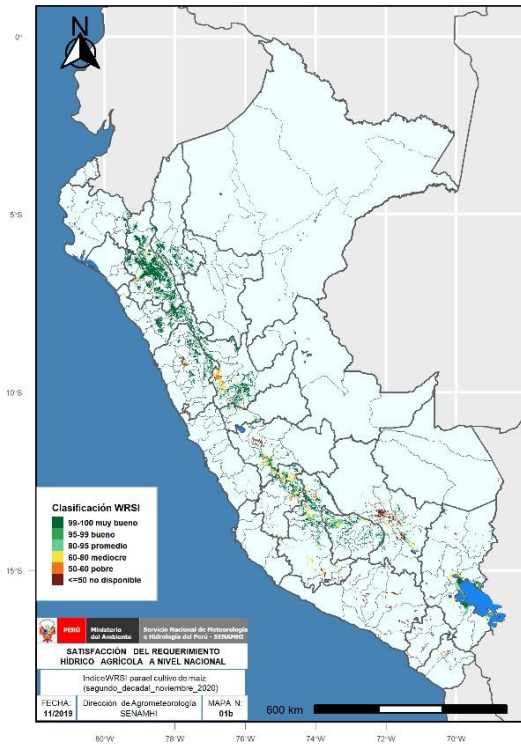 N
0°
5°S
10°S
15°S
Clasificación WRSI
99-100 muy bueno
95-99 bueno
80-95 promedio
60-80 mediocre
50-60 pobre
<=50 no disponible
PERÚ Ministerio del Ambiente Servicio Nacional de Meteorología e Hidrología del Perú - SENAMHI
SATISFACCIÓN DEL REQUERIMIENTO
HÍDRICO AGRÍCOLA A NIVEL NACIONAL
Indice WRSI para el cultivo de maíz
(segundo_decadal_noviembre_2020)
FECHA: 11/2019 Dirección de Agrometeorología SENAMHI MAPA N: 01b
600 km
80°W 78°W 76°W 74°W 72°W 70°W